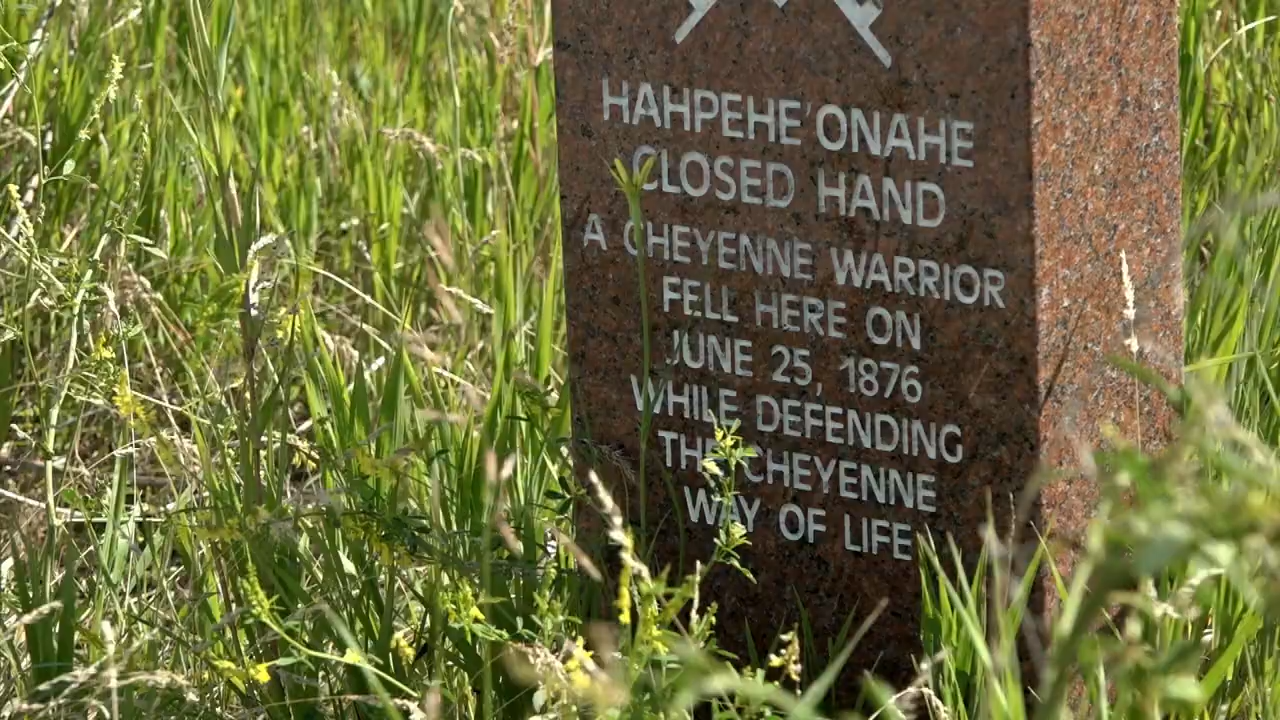 HAHPEHE'ONAHE
CLOSED HAND
A CHEYENNE WARRIOR
FELL HERE ON
JUNE 25, 1876
WHILE DEFENDING
THE CHEYENNE
WAY OF LIFE